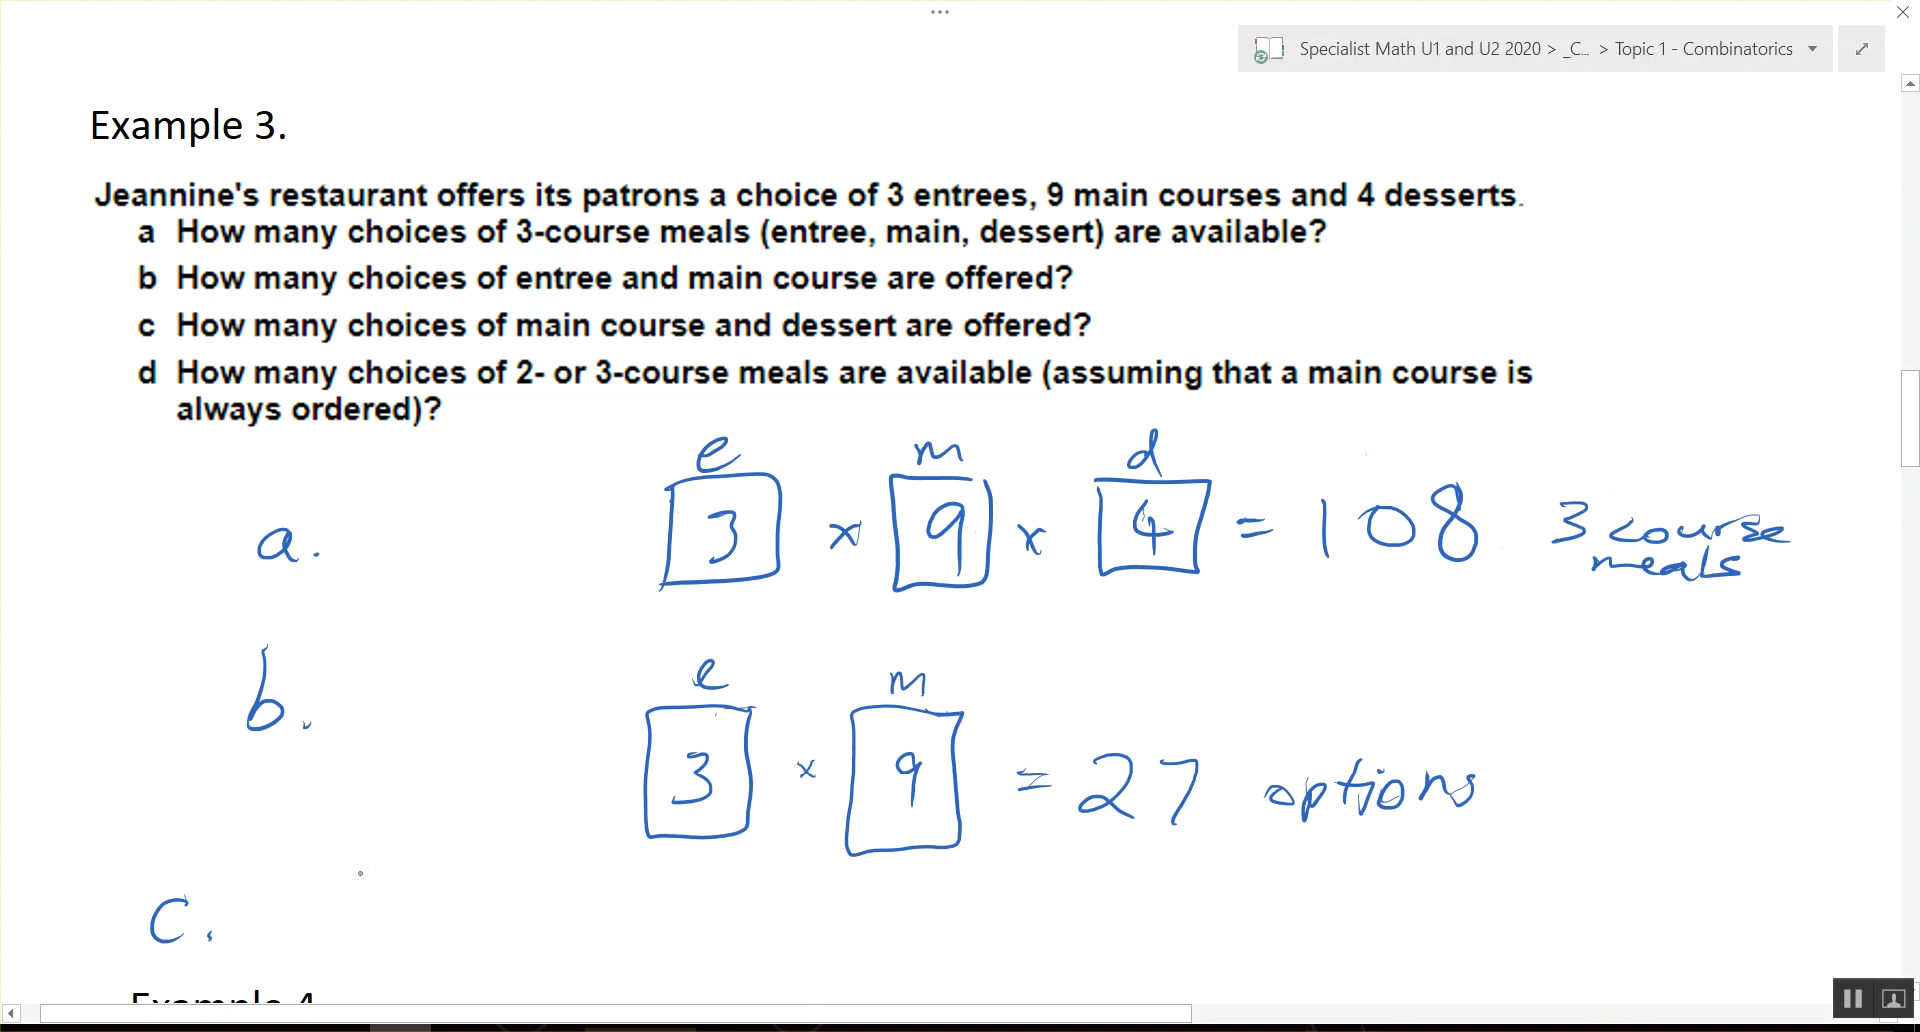 Specialist Math U1 and U2 2020 > _C... > Topic 1 - Combinatorics
Example 3.
Jeannine's restaurant offers its patrons a choice of 3 entrees, 9 main courses and 4 desserts.
a How many choices of 3-course meals (entree, main, dessert) are available?
b How many choices of entree and main course are offered?
c How many choices of main course and dessert are offered?
d How many choices of 2- or 3-course meals are available (assuming that a main course is
always ordered)?
e m d
a. 3 x 9 x 4 = 108 3 course
meals
e m
b. 3 x 9 = 27 options
c.
Example 4